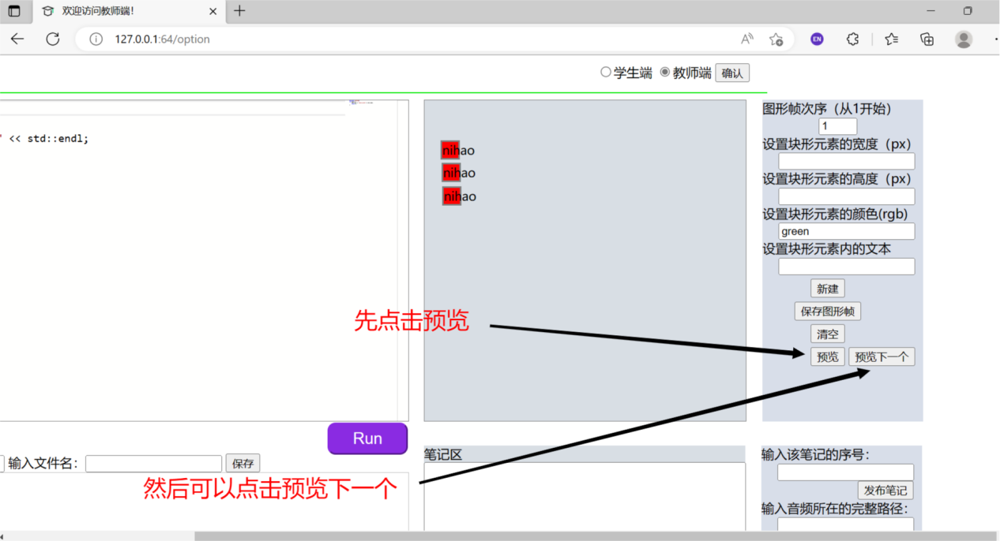 欢迎访问教师端!
127.0.0.1:64/option
EN
学生端 教师端 确认
" << std::endl;
nihao
nihao
nihao
图形帧次序（从1开始）
1
设置块形元素的宽度（px）
设置块形元素的高度（px）
设置块形元素的颜色(rgb)
green
设置块形元素内的文本
新建
保存图形帧
清空
预览 预览下一个
先点击预览
Run
输入文件名： 保存
然后可以点击预览下一个
笔记区
输入该笔记的序号：
发布笔记
输入音频所在的完整路径：